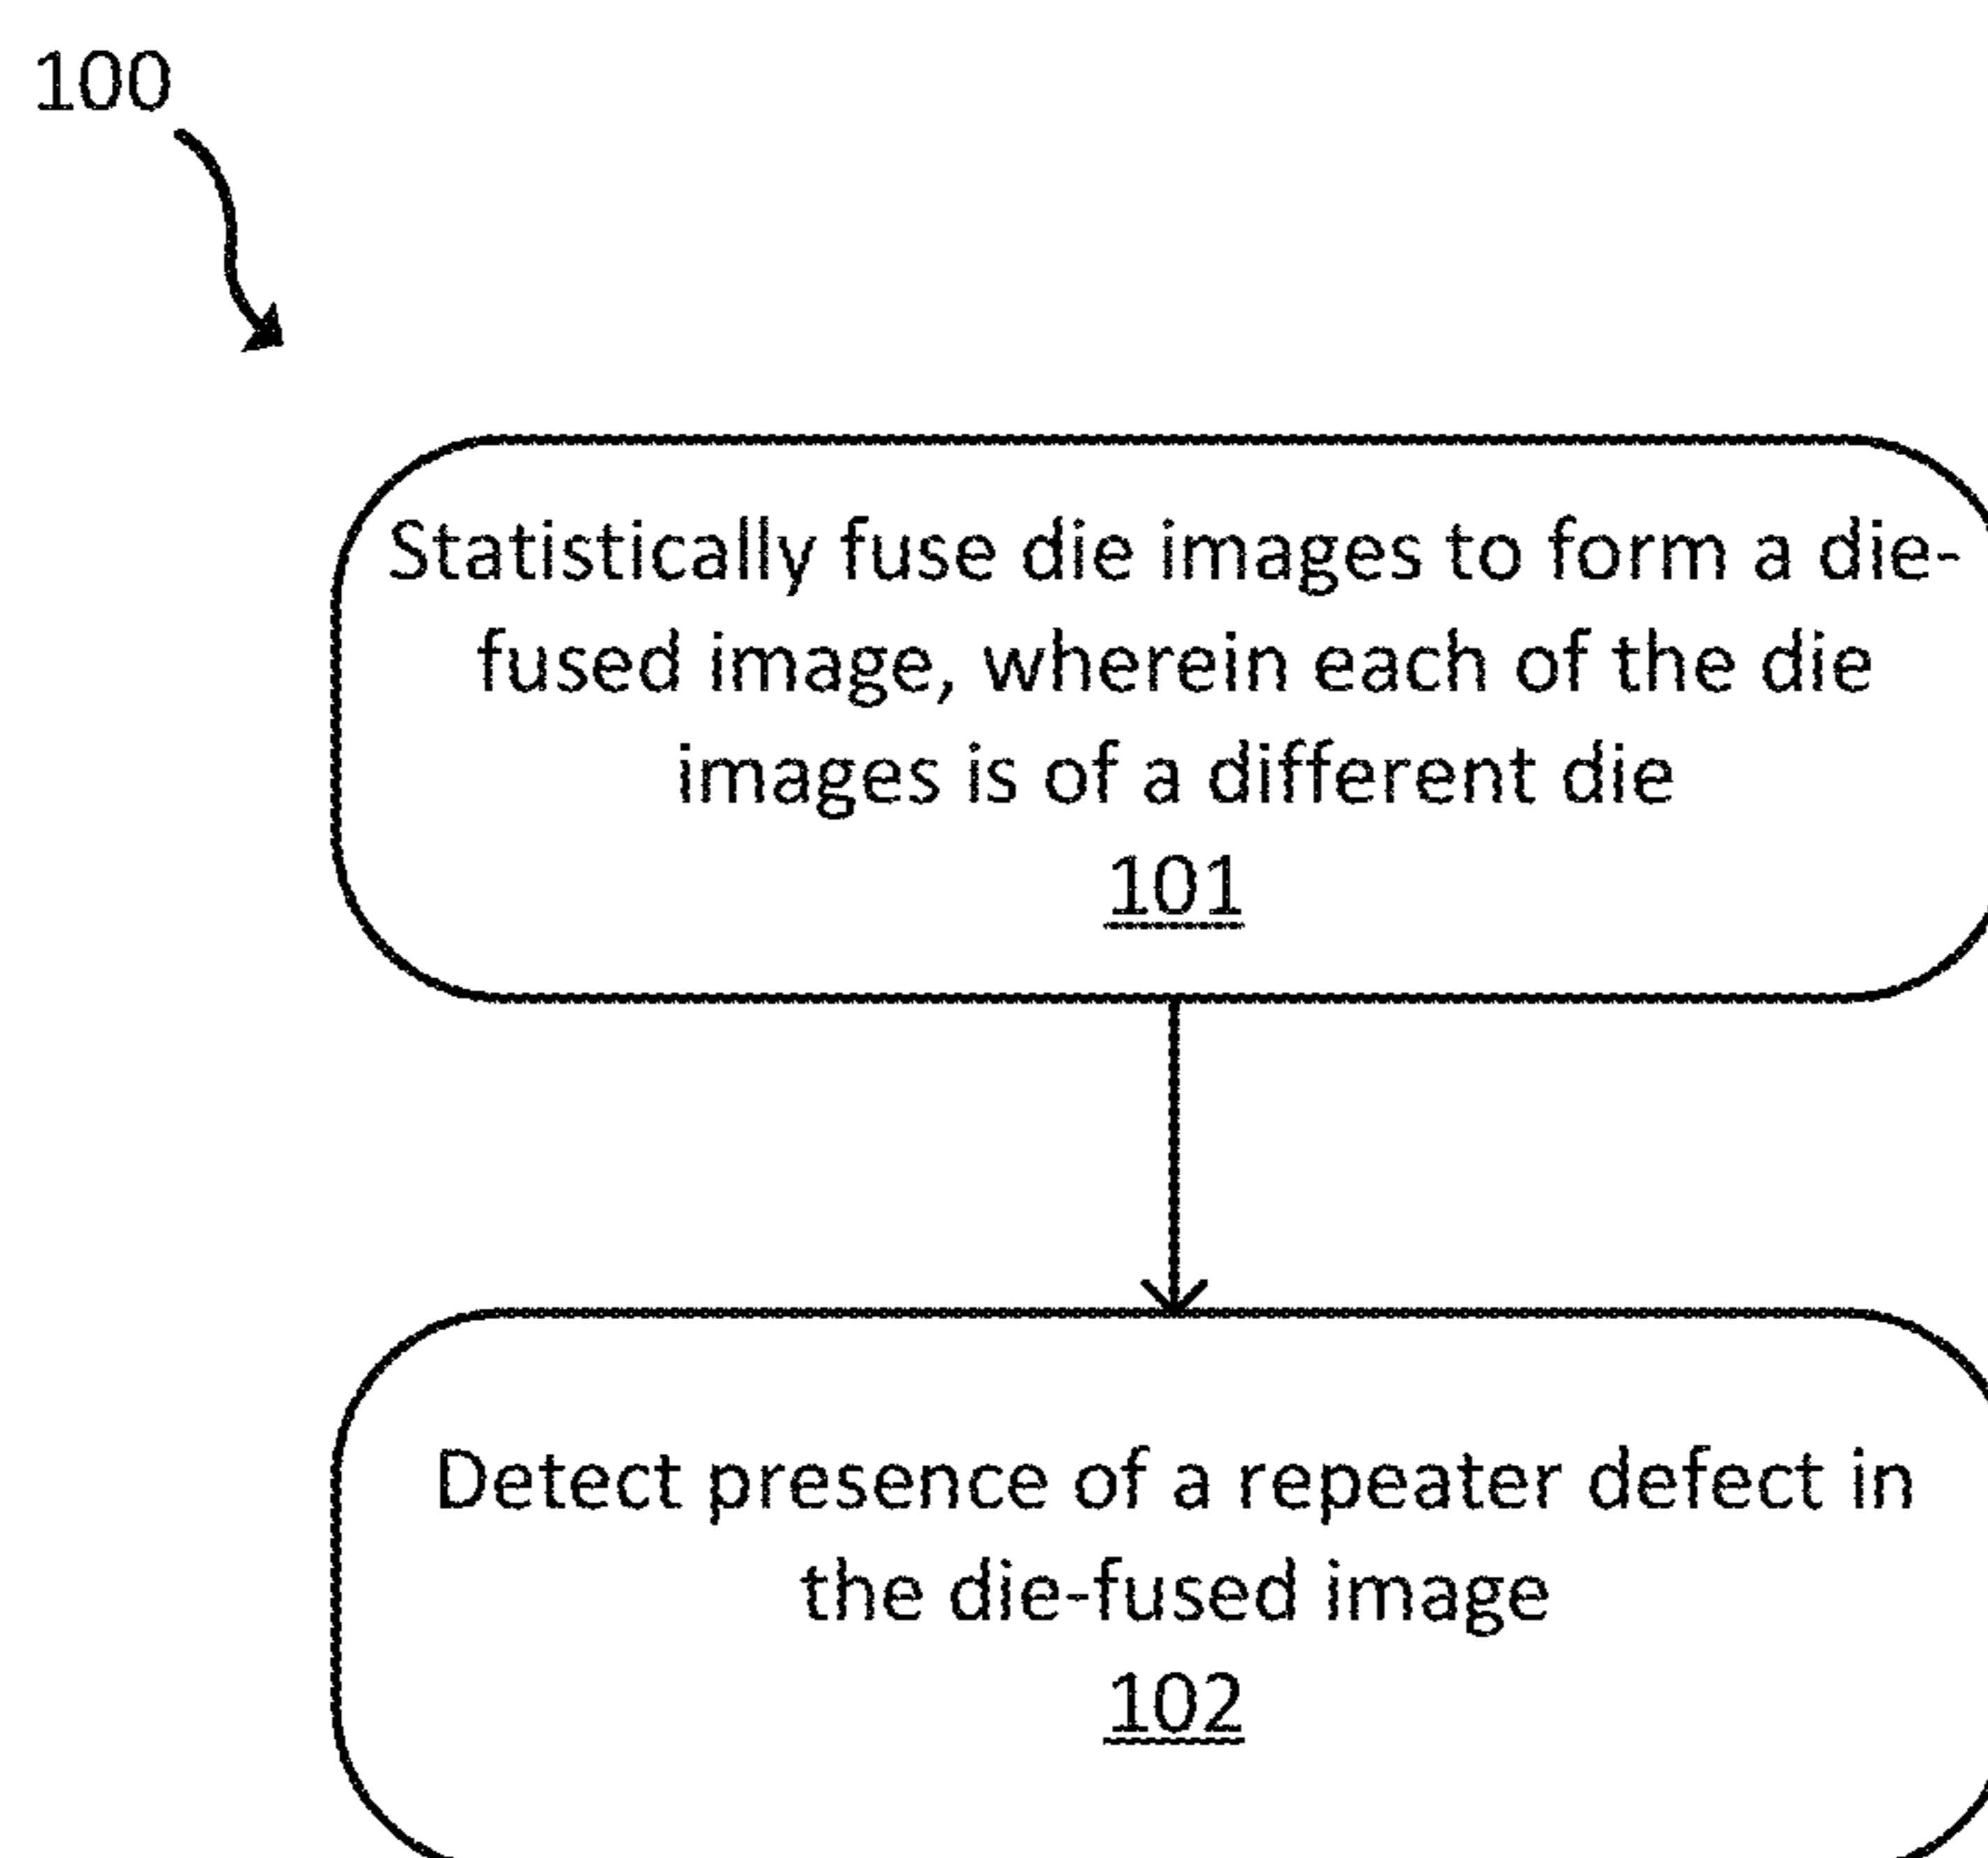 100
Statistically fuse die images to form a die-
fused image, wherein each of the die
images is of a different die
101
Detect presence of a repeater defect in
the die-fused image
102